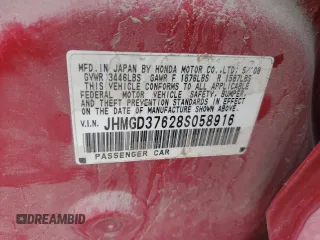 MFD. IN JAPAN BY HONDA MOTOR CO., LTD: 5/'08
GVWR 3446LBS GAWR F 1876LBS R 1587LBS
THIS VEHICLE CONFORMS TO ALL APPLICABLE
FEDERAL MOTOR VEHICLE SAFETY, BUMPER,
AND THEFT PREVENTION STANDARDS IN EFFECT
ON THE DATE OF MANUFACTURE SHOWN ABOVE.
V.I.N. JHMGD37628S058916
PASSENGER CAR
DREAMBID